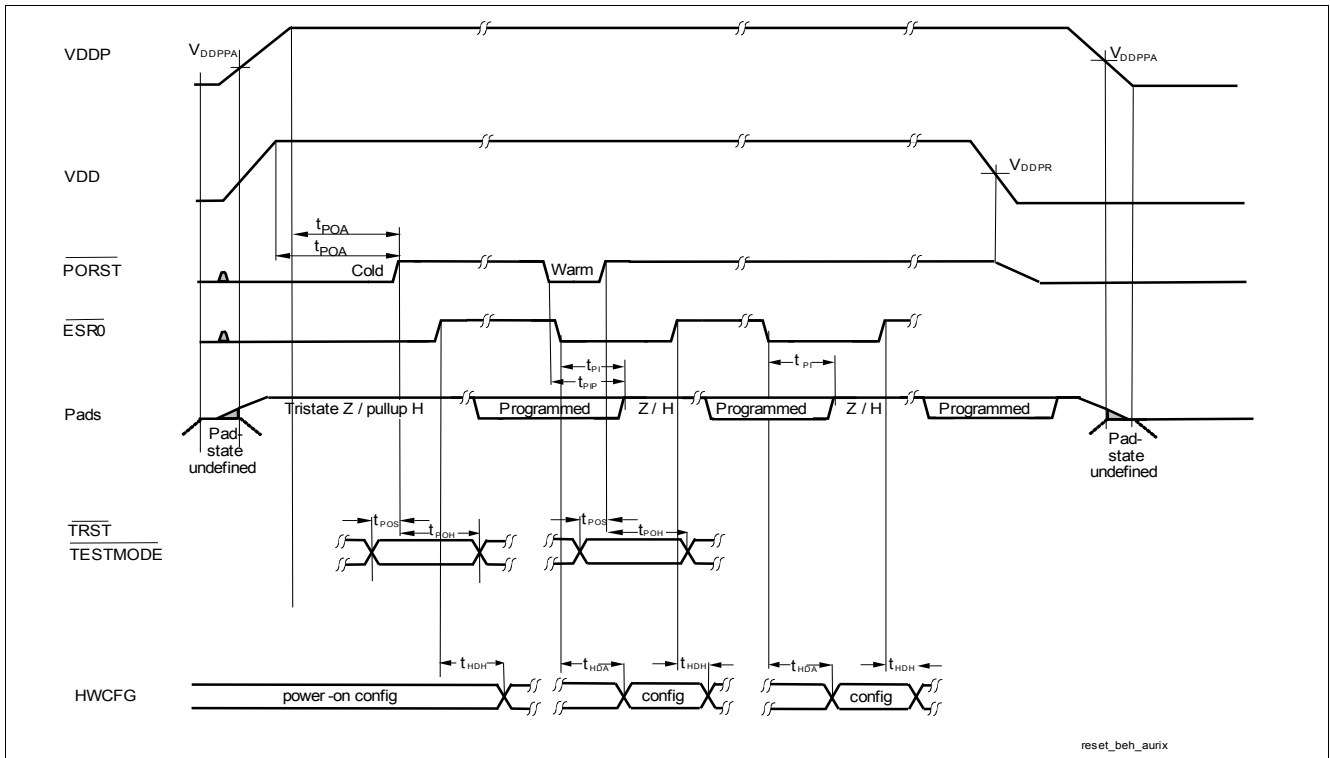 VDDP
VDDPPA
VDDPPA
VDD
VDDPR
tPOA
tPOA
PORST
Cold
Warm
ESR0
tPI
tPI
tPIP
Pads
Tristate Z / pullup H
Programmed
Z / H
Programmed
Z / H
Programmed
Pad-
state
undefined
Pad-
state
undefined
TRST
TESTMODE
tPOS
tPOH
tPOS
tPOH
tHDH
tHDA
tHDH
tHDA
tHDH
HWCFG
power-on config
config
config
reset_beh_aurix